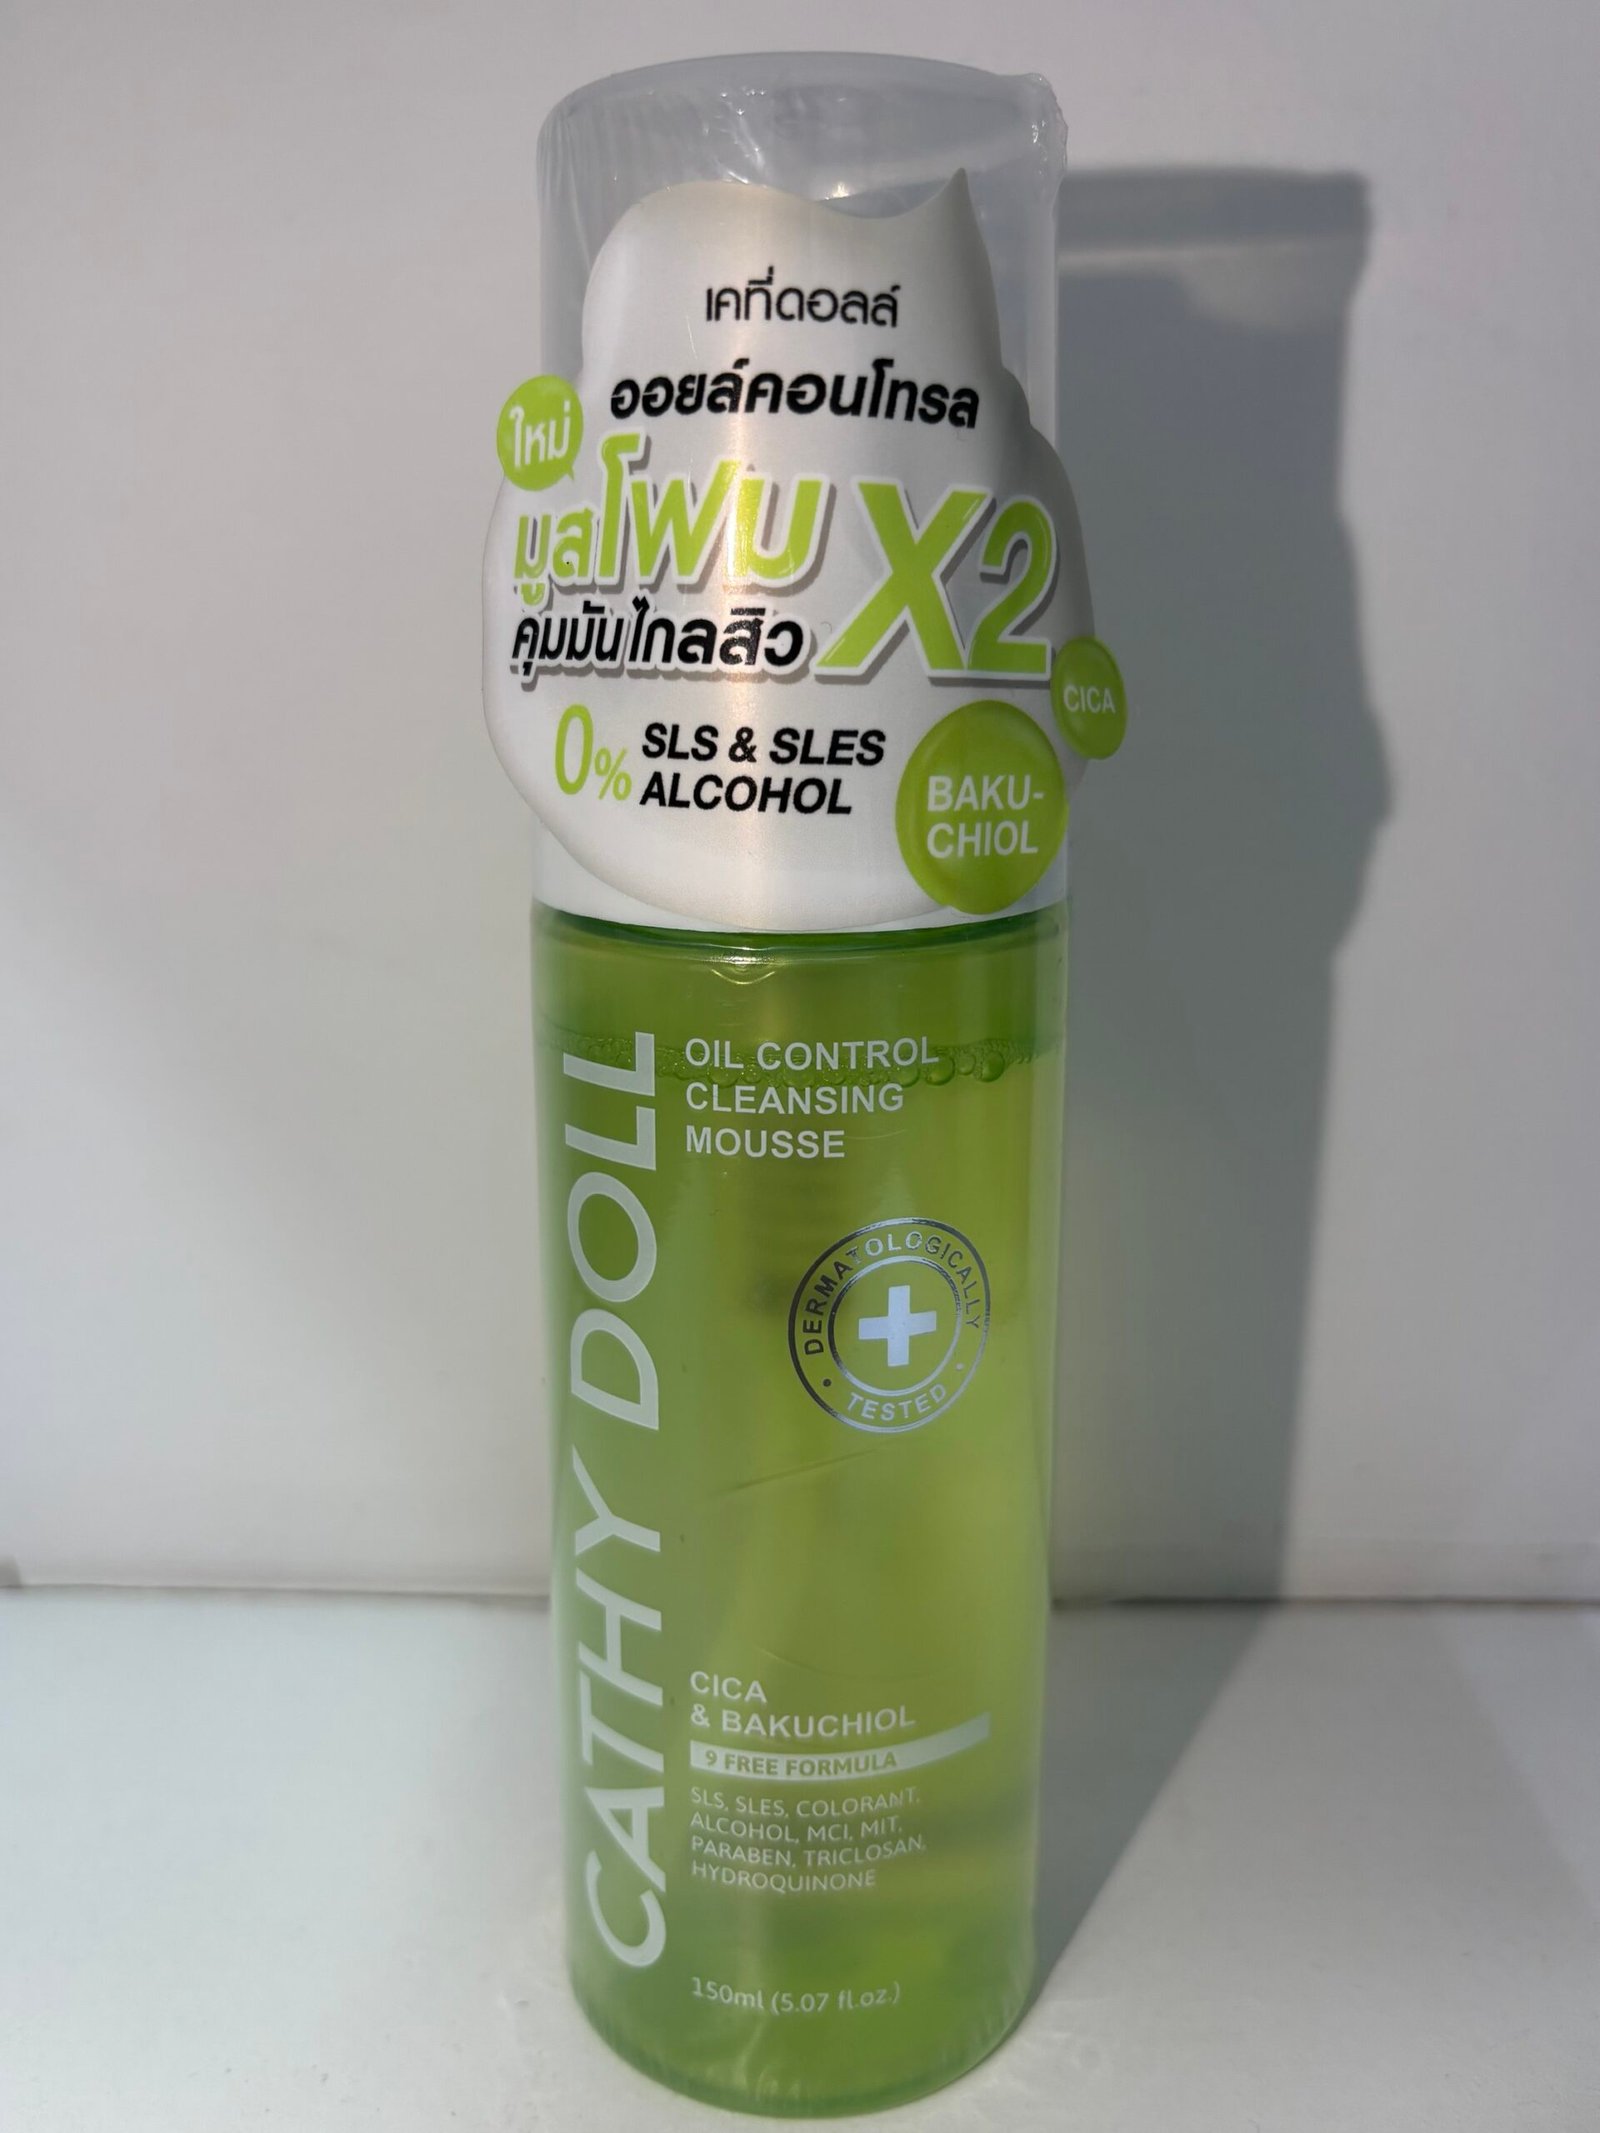 เคที่ดอลล์
ออยล์คอนโทรล
ใหม่
มูสโฟม X2
คุมมันไกลสิว
0% SLS & SLES
ALCOHOL
CICA
BAKU-
CHIOL
CATHY DOLL
OIL CONTROL
CLEANSING
MOUSSE
DERMATOLOGICALLY
TESTED
CICA
& BAKUCHIOL
9 FREE FORMULA
SLS, SLES, COLORANT,
ALCOHOL, MCI, MIT,
PARABEN, TRICLOSAN,
HYDROQUINONE
150ml (5.07 fl.oz.)